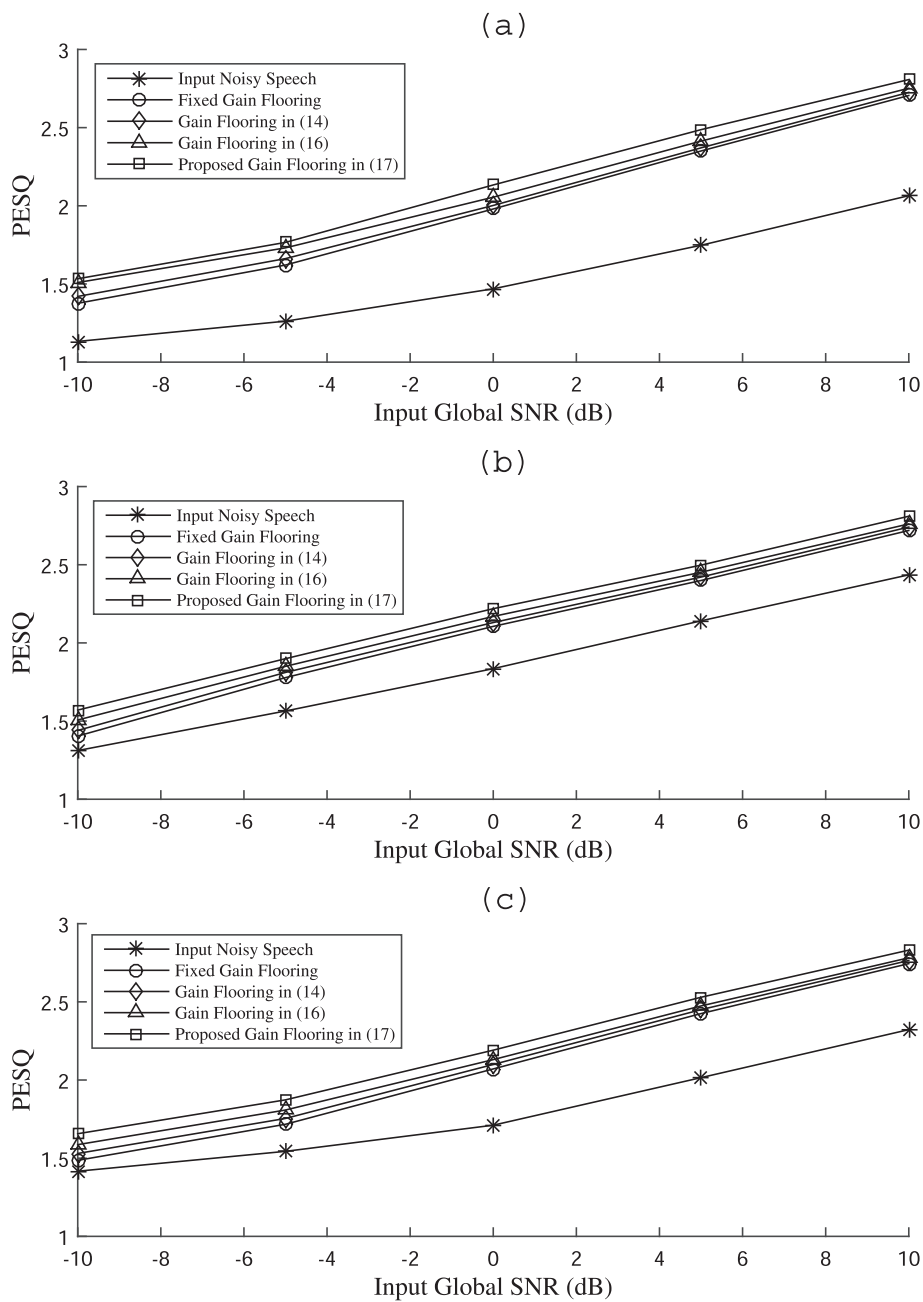 (a)
3
2.5
2
1.5
1
PESQ
Input Noisy Speech
Fixed Gain Flooring
Gain Flooring in (14)
Gain Flooring in (16)
Proposed Gain Flooring in (17)
-10 -8 -6 -4 -2 0 2 4 6 8 10
Input Global SNR (dB)
(b)
3
2.5
2
1.5
1
PESQ
Input Noisy Speech
Fixed Gain Flooring
Gain Flooring in (14)
Gain Flooring in (16)
Proposed Gain Flooring in (17)
-10 -8 -6 -4 -2 0 2 4 6 8 10
Input Global SNR (dB)
(c)
3
2.5
2
1.5
1
PESQ
Input Noisy Speech
Fixed Gain Flooring
Gain Flooring in (14)
Gain Flooring in (16)
Proposed Gain Flooring in (17)
-10 -8 -6 -4 -2 0 2 4 6 8 10
Input Global SNR (dB)